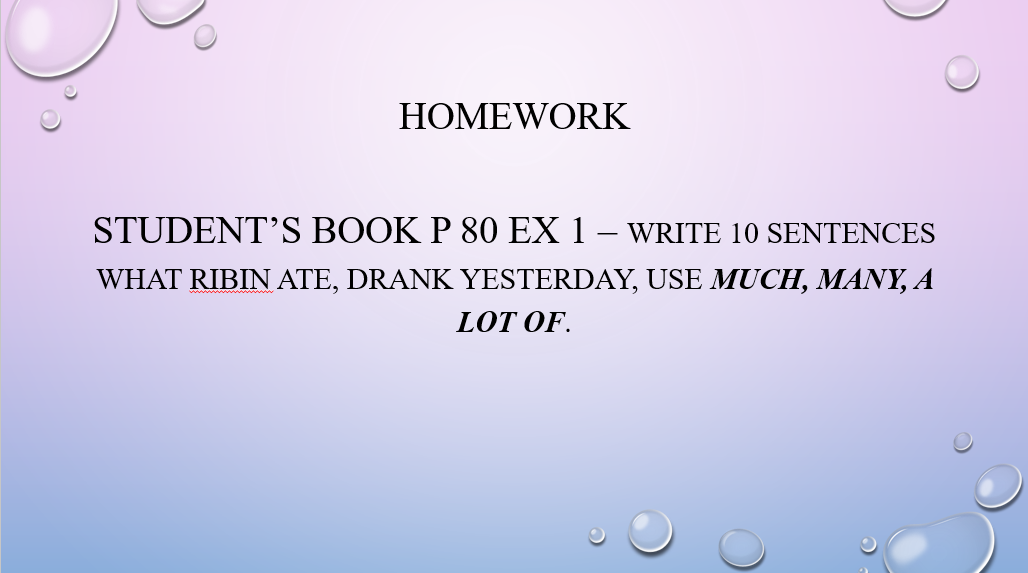 HOMEWORK
STUDENT’S BOOK P 80 EX 1 – WRITE 10 SENTENCES
WHAT RIBIN ATE, DRANK YESTERDAY, USE MUCH, MANY, A
LOT OF.